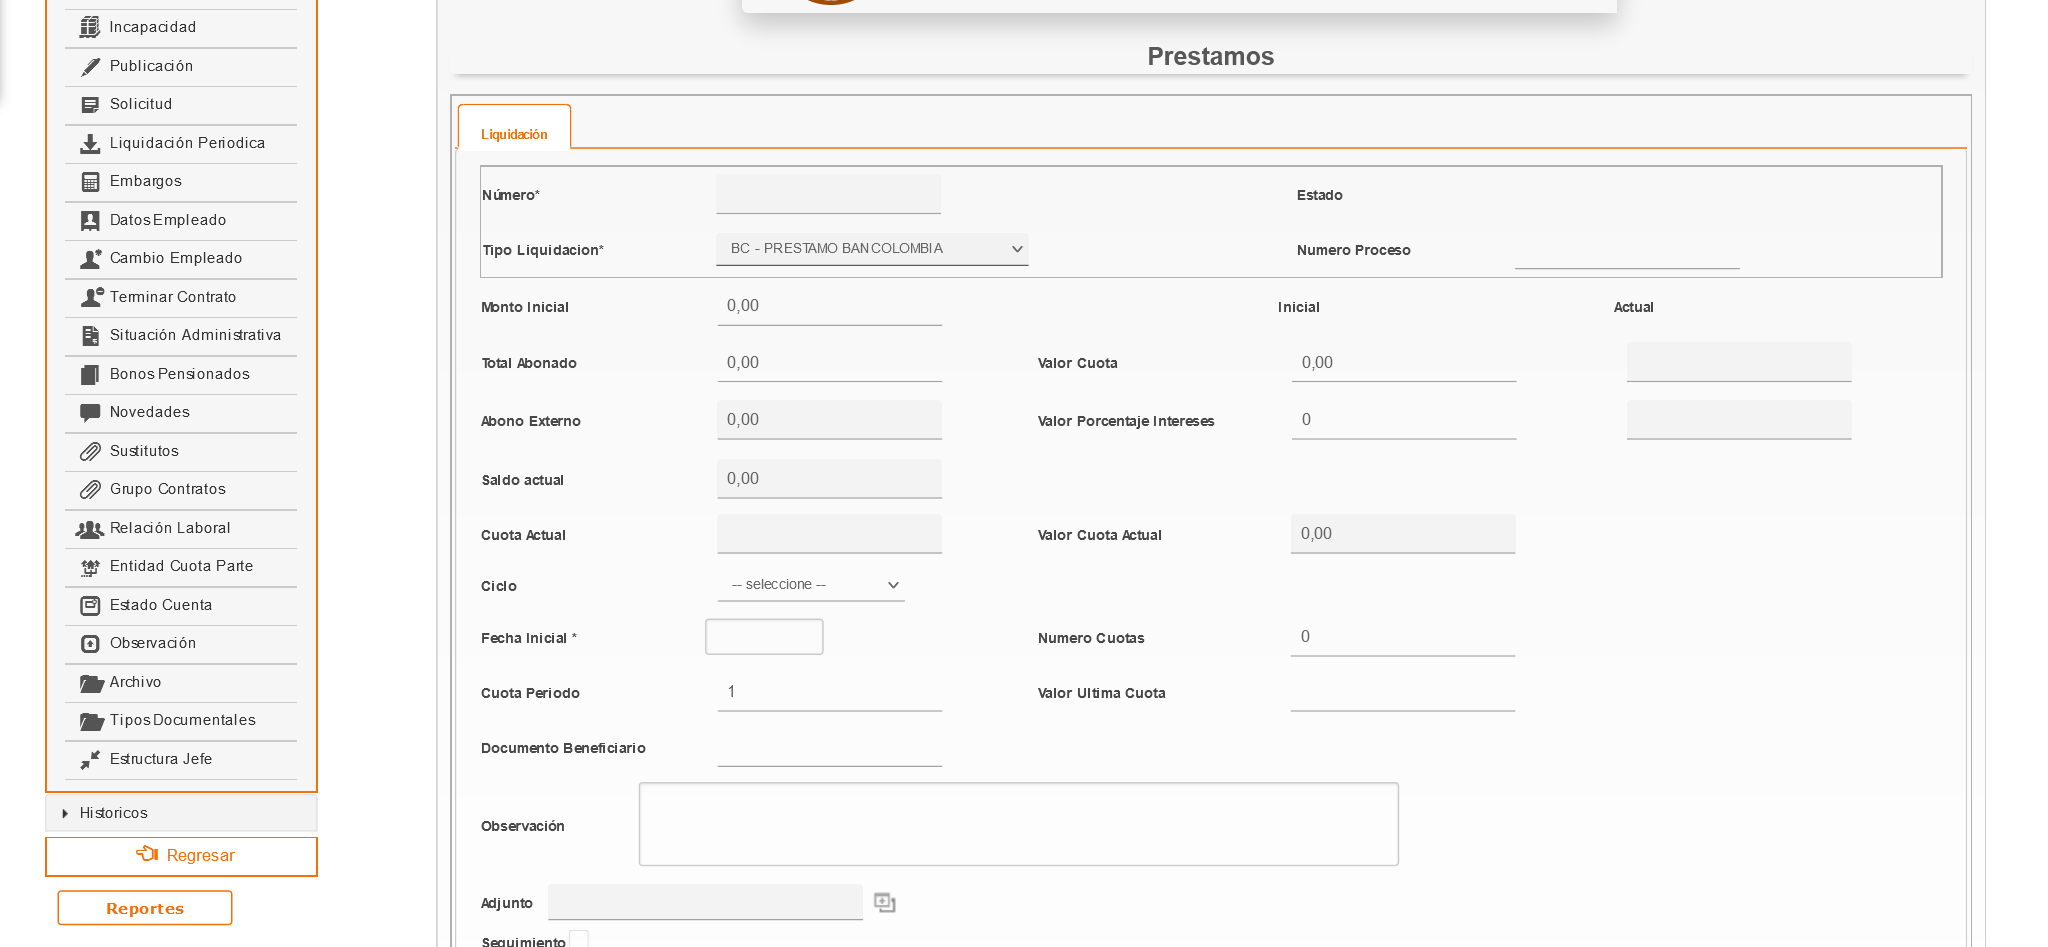 Incapacidad
Publicación
Solicitud
Liquidación Periodica
Embargos
Datos Empleado
Cambio Empleado
Terminar Contrato
Situación Administrativa
Bonos Pensionados
Novedades
Sustitutos
Grupo Contratos
Relación Laboral
Entidad Cuota Parte
Estado Cuenta
Observación
Archivo
Tipos Documentales
Estructura Jefe
Historicos
Regresar
Reportes
Prestamos
Liquidación
Número* Estado
Tipo Liquidacion* BC - PRESTAMO BANCOLOMBIA Numero Proceso
Monto Inicial 0,00 Inicial Actual
Total Abonado 0,00 Valor Cuota 0,00
Abono Externo 0,00 Valor Porcentaje Intereses 0
Saldo actual 0,00
Cuota Actual Valor Cuota Actual 0,00
Ciclo -- seleccione --
Fecha Inicial * Numero Cuotas 0
Cuota Periodo 1 Valor Ultima Cuota
Documento Beneficiario
Observación
Adjunto
Seguimiento